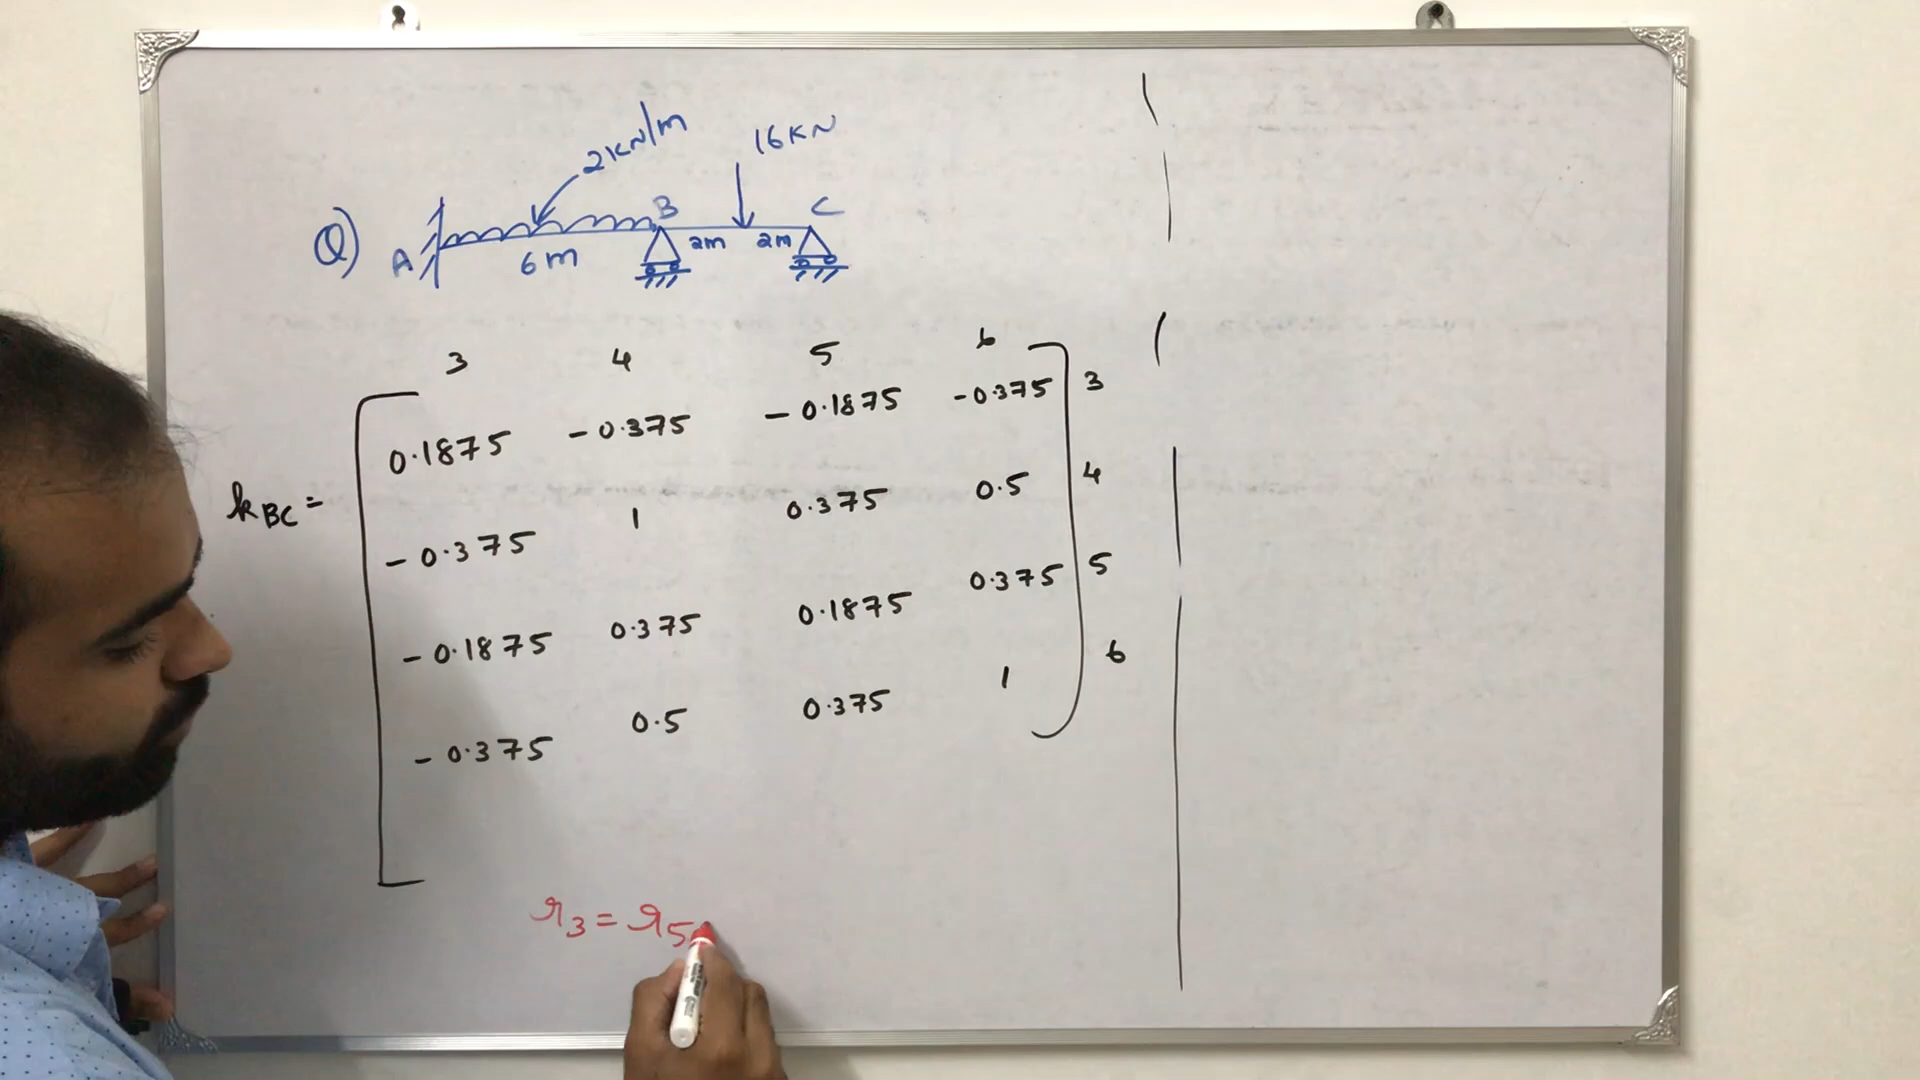 2KN/m
16KN
Q) A B C
6m 2m 2m
3 4 5 6
0.1875 -0.375 -0.1875 -0.375 3
kBC = -0.375 1 0.375 0.5 4
-0.1875 0.375 0.1875 0.375 5
-0.375 0.5 0.375 1 6
r3 = r5